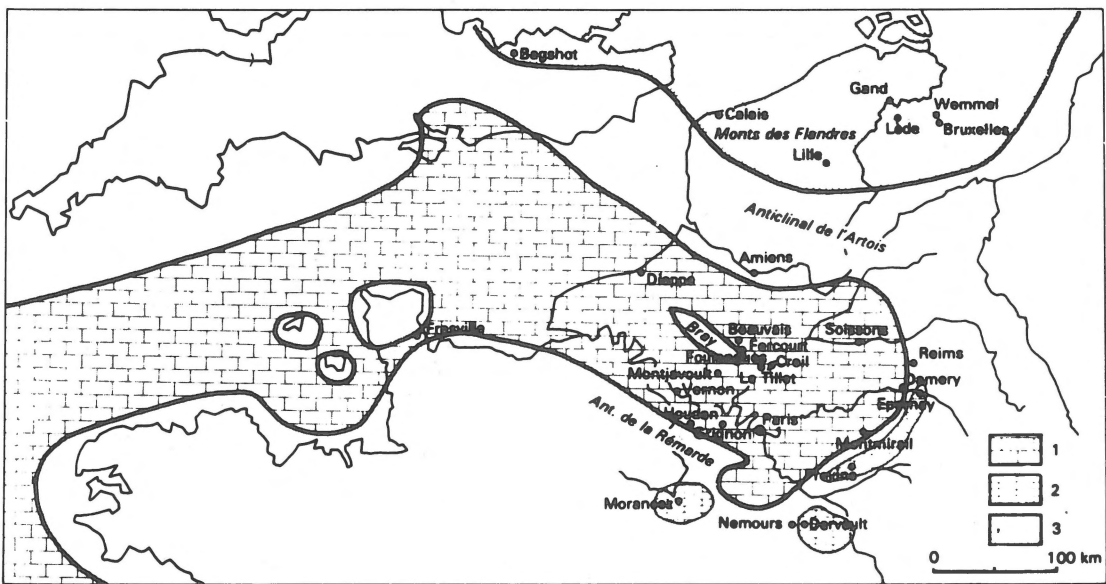 Bagshot
Gand
Wemmel
Calais
Lede
Bruxelles
Monts des Flandres
Lille
Anticlinal de l'Artois
Amiens
Dieppe
Bray
Beauvais
Soissons
Fercourt
Reims
Creil
Montjavoult
Le Tillet
Vernon
Damery
Epernay
Houdan
Paris
Grignon
Ant. de la Rémarde
Montmirail
1
2
3
Nemours
Darvault
0
100 km